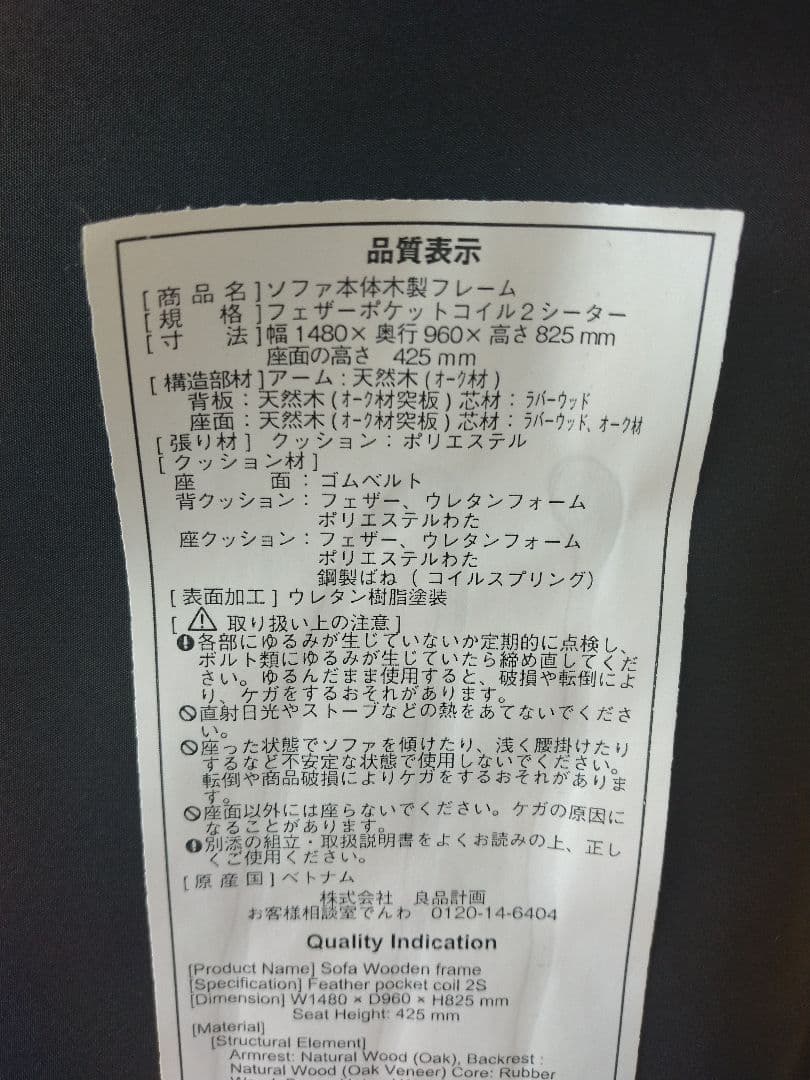 品質表示
[商品名]ソファ本体木製フレーム
[規格]フェザーポケットコイル2シーター
[寸法]幅1480×奥行960×高さ825mm
座面の高さ 425mm
[構造部材]アーム:天然木(オーク材)
背板:天然木(オーク材突板)芯材:ラバーウッド
座面:天然木(オーク材突板)芯材:ラバーウッド、オーク材
[張り材] クッション:ポリエステル
[クッション材]
座面:ゴムベルト
背クッション:フェザー、ウレタンフォーム
ポリエステルわた
座クッション:フェザー、ウレタンフォーム
ポリエステルわた
鋼製ばね(コイルスプリング)
[表面加工]ウレタン樹脂塗装
[⚠取り扱い上の注意]
各部にゆるみが生じていないか定期的に点検し、
ボルト類にゆるみが生じていたら締め直してくだ
さい。ゆるんだまま使用すると、破損や転倒によ
り、ケガをするおそれがあります。
直射日光やストーブなどの熱をあてないでくださ
い。
座った状態でソファを傾けたり、浅く腰掛けたり
するなど不安定な状態で使用しないでください。
転倒や商品破損によりケガをするおそれがありま
す。
座面以外には座らないでください。ケガの原因に
なることがあります。
別添の組立・取扱説明書をよくお読みの上、正し
くご使用ください。
[原産国]ベトナム
株式会社 良品計画
お客様相談室でんわ 0120-14-6404
Quality Indication
[Product Name] Sofa Wooden frame
[Specification] Feather pocket coil 2S
[Dimension] W1480 × D960 × H825 mm
Seat Height: 425 mm
[Material]
[Structural Element]
Armrest: Natural Wood (Oak), Backrest :
Natural Wood (Oak Veneer) Core: Rubber